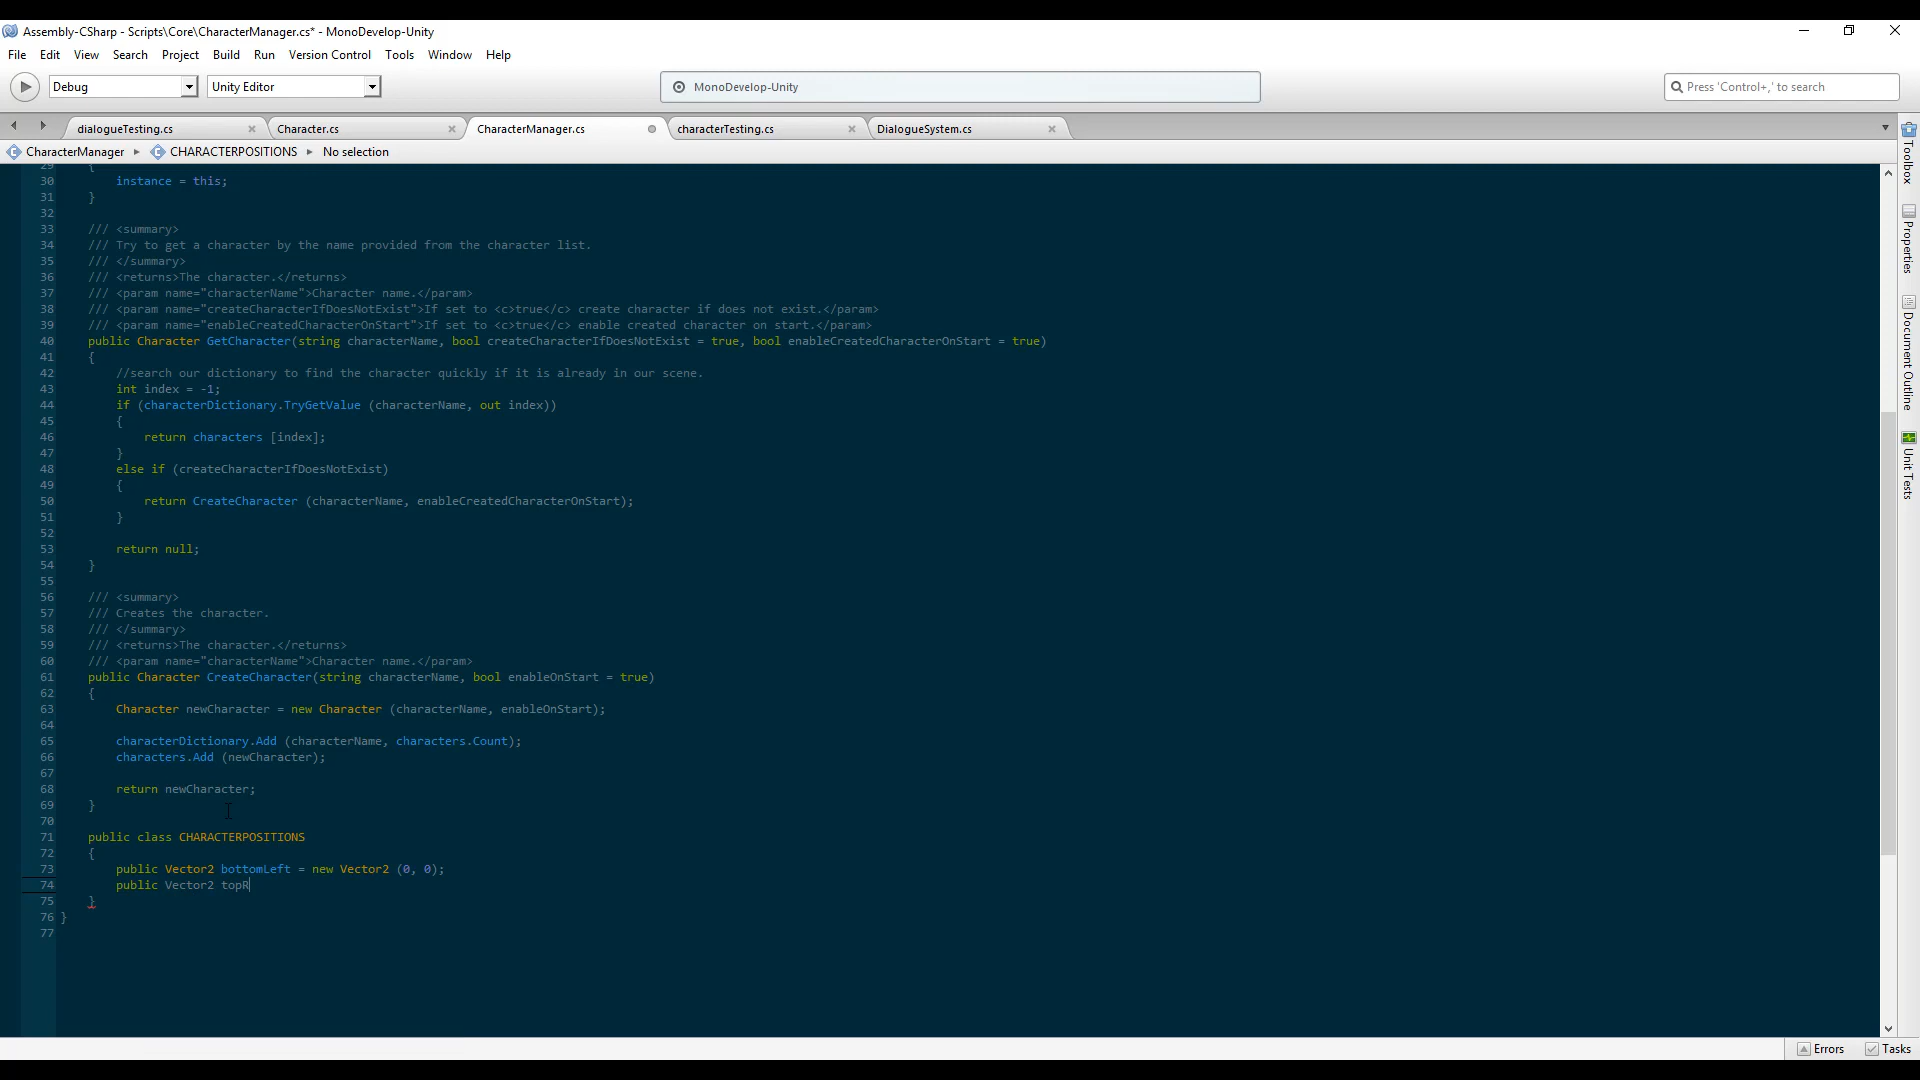 Assembly-CSharp - Scripts\Core\CharacterManager.cs* - MonoDevelop-Unity
File Edit View Search Project Build Run Version Control Tools Window Help
Debug Unity Editor MonoDevelop-Unity Press 'Control+,' to search
dialogueTesting.cs Character.cs CharacterManager.cs characterTesting.cs DialogueSystem.cs
CharacterManager CHARACTERPOSITIONS No selection
29 {
30 instance = this;
31 }
32
33 /// <summary>
34 /// Try to get a character by the name provided from the character list.
35 /// </summary>
36 /// <returns>The character.</returns>
37 /// <param name="characterName">Character name.</param>
38 /// <param name="createCharacterIfDoesNotExist">If set to <c>true</c> create character if does not exist.</param>
39 /// <param name="enableCreatedCharacterOnStart">If set to <c>true</c> enable created character on start.</param>
40 public Character GetCharacter(string characterName, bool createCharacterIfDoesNotExist = true, bool enableCreatedCharacterOnStart = true)
41 {
42 //search our dictionary to find the character quickly if it is already in our scene.
43 int index = -1;
44 if (characterDictionary.TryGetValue (characterName, out index))
45 {
46 return characters [index];
47 }
48 else if (createCharacterIfDoesNotExist)
49 {
50 return CreateCharacter (characterName, enableCreatedCharacterOnStart);
51 }
52
53 return null;
54 }
55
56 /// <summary>
57 /// Creates the character.
58 /// </summary>
59 /// <returns>The character.</returns>
60 /// <param name="characterName">Character name.</param>
61 public Character CreateCharacter(string characterName, bool enableOnStart = true)
62 {
63 Character newCharacter = new Character (characterName, enableOnStart);
64
65 characterDictionary.Add (characterName, characters.Count);
66 characters.Add (newCharacter);
67
68 return newCharacter;
69 }
70
71 public class CHARACTERPOSITIONS
72 {
73 public Vector2 bottomLeft = new Vector2 (0, 0);
74 public Vector2 topR
75 }
76 }
77
Toolbox
Properties
Document Outline
Unit Tests
Errors Tasks